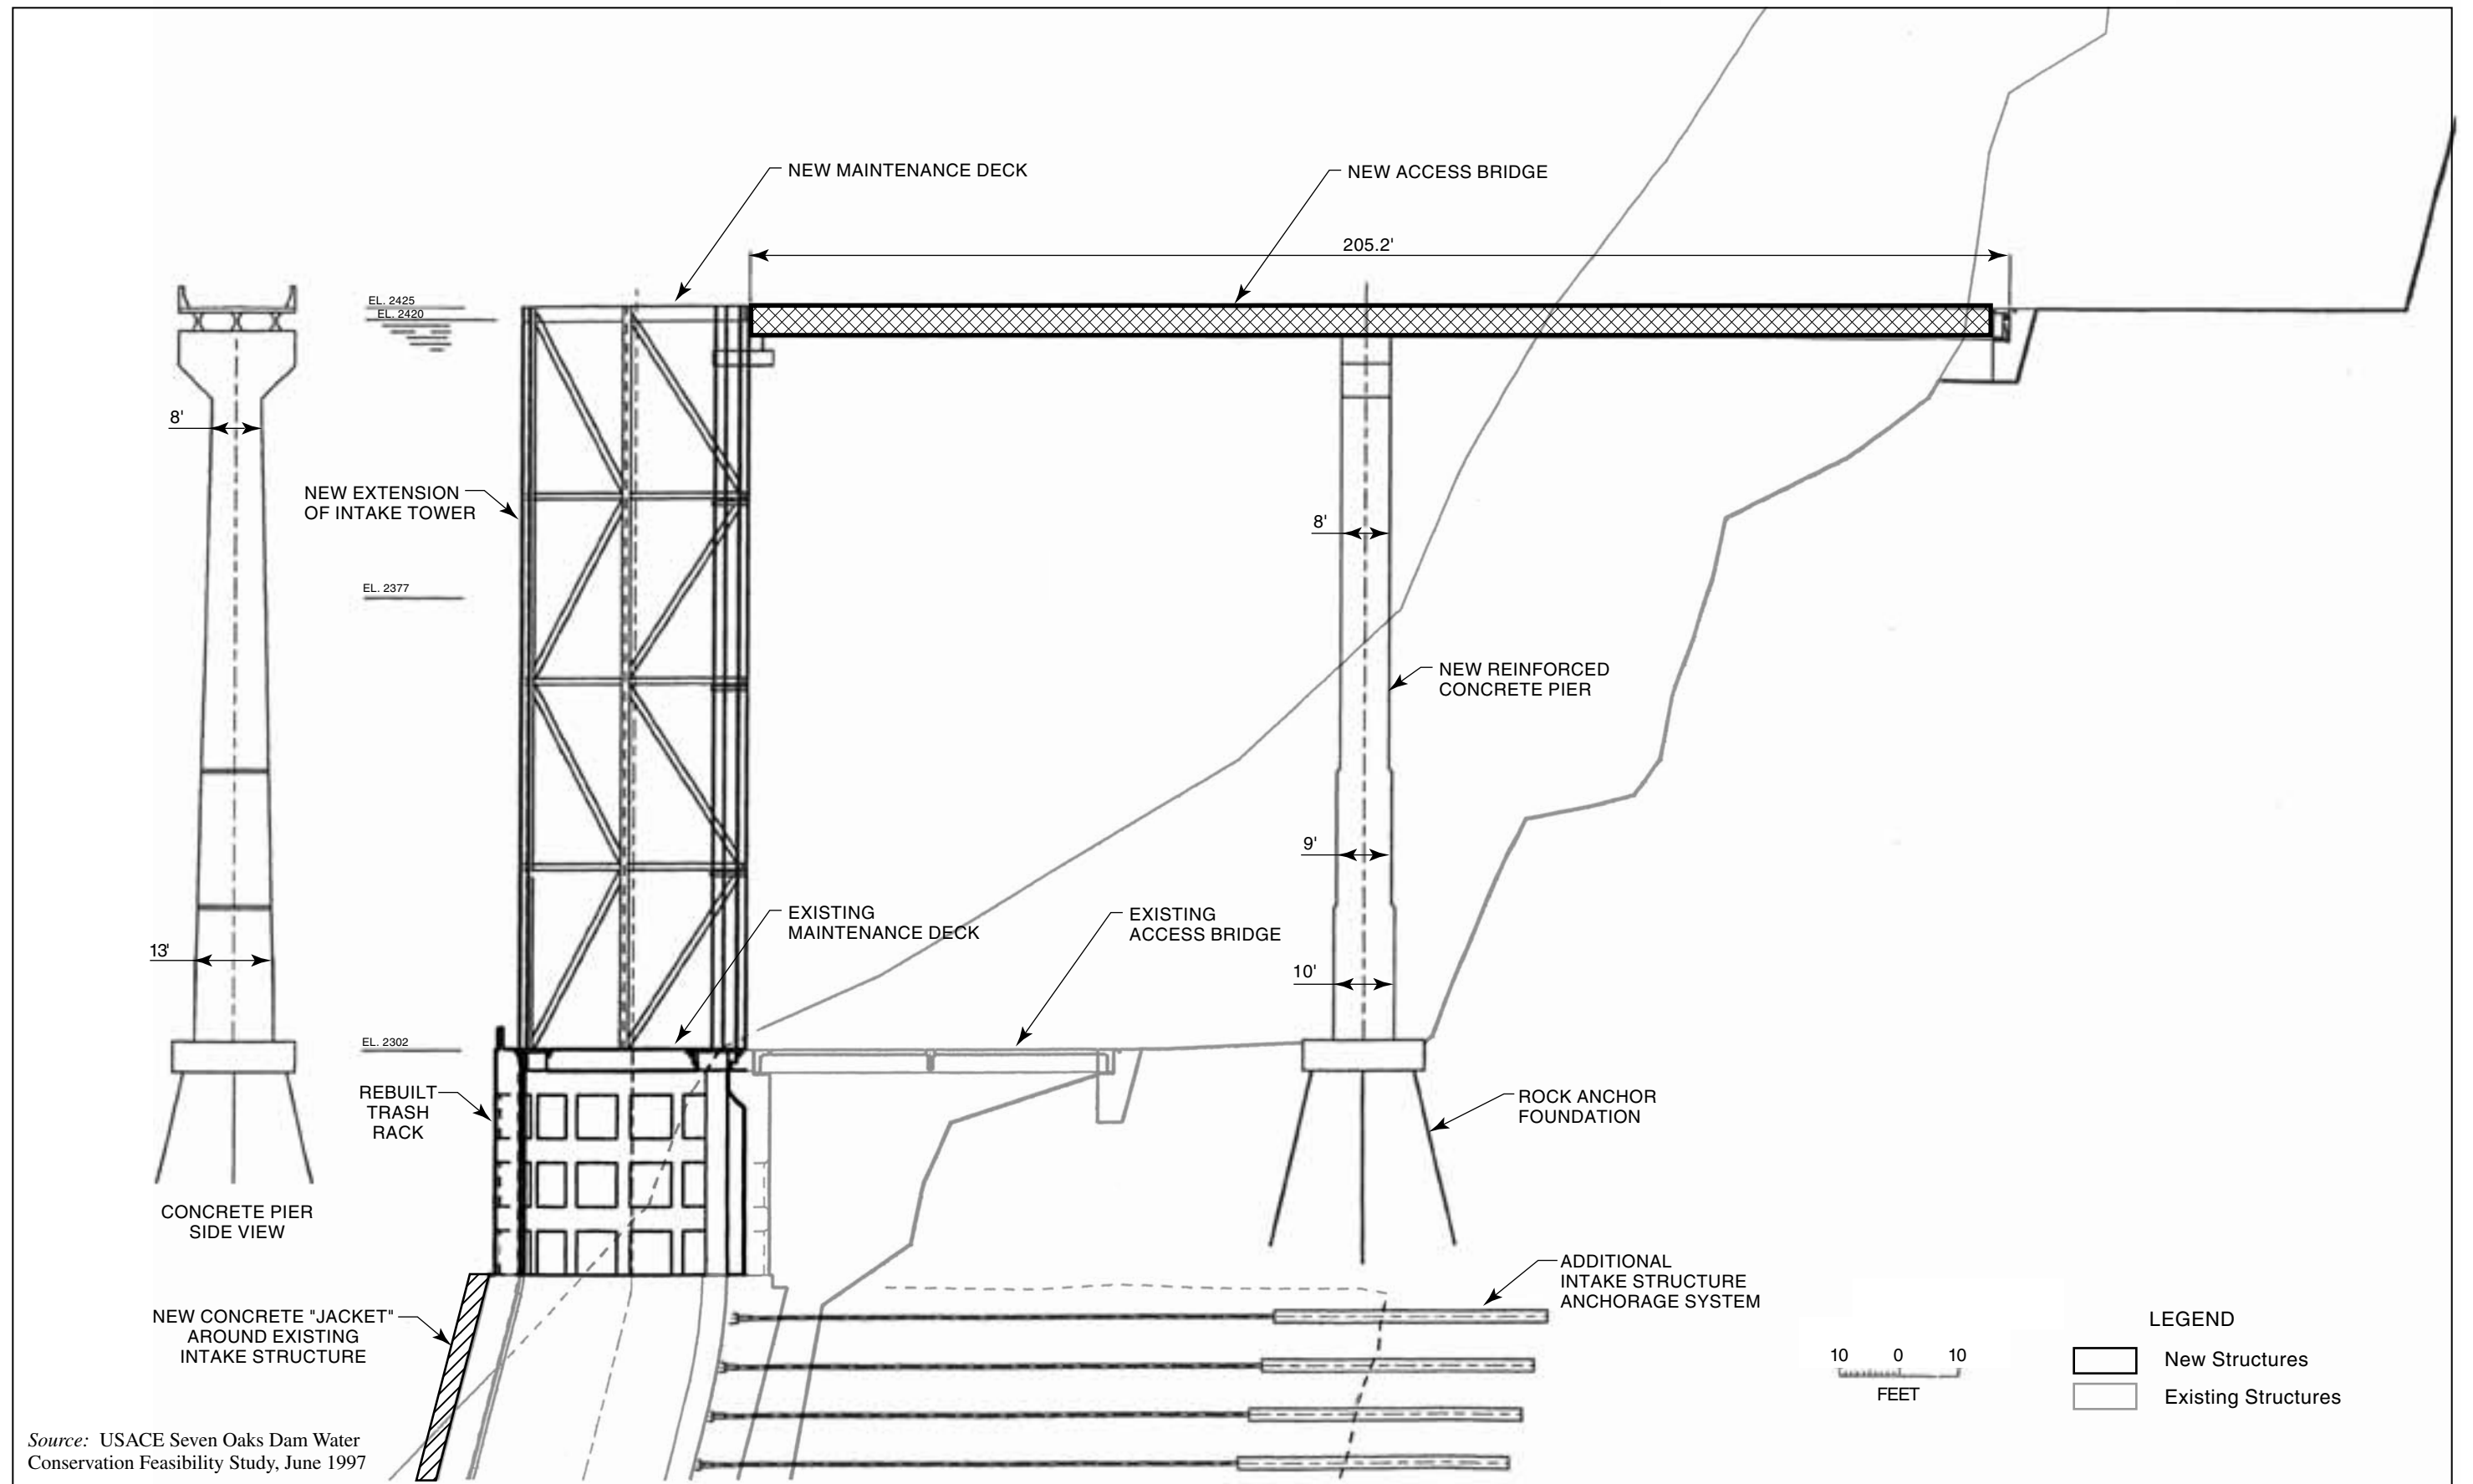 NEW MAINTENANCE DECK
NEW ACCESS BRIDGE
205.2'
EL. 2425
EL. 2420
8'
NEW EXTENSION
OF INTAKE TOWER
8'
EL. 2377
NEW REINFORCED
CONCRETE PIER
9'
EXISTING
MAINTENANCE DECK
EXISTING
ACCESS BRIDGE
13'
10'
EL. 2302
REBUILT
TRASH
RACK
ROCK ANCHOR
FOUNDATION
CONCRETE PIER
SIDE VIEW
ADDITIONAL
INTAKE STRUCTURE
ANCHORAGE SYSTEM
NEW CONCRETE "JACKET"
AROUND EXISTING
INTAKE STRUCTURE
10 0 10
FEET
LEGEND
New Structures
Existing Structures
Source: USACE Seven Oaks Dam Water
Conservation Feasibility Study, June 1997